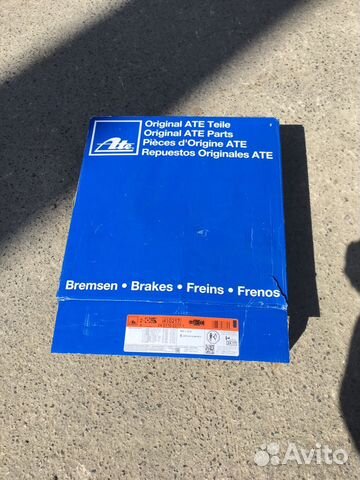 Ate
Original ATE Teile
Original ATE Parts
Pièces d'Origine ATE
Repuestos Originales ATE
Bremsen • Brakes • Freins • Frenos
Avito